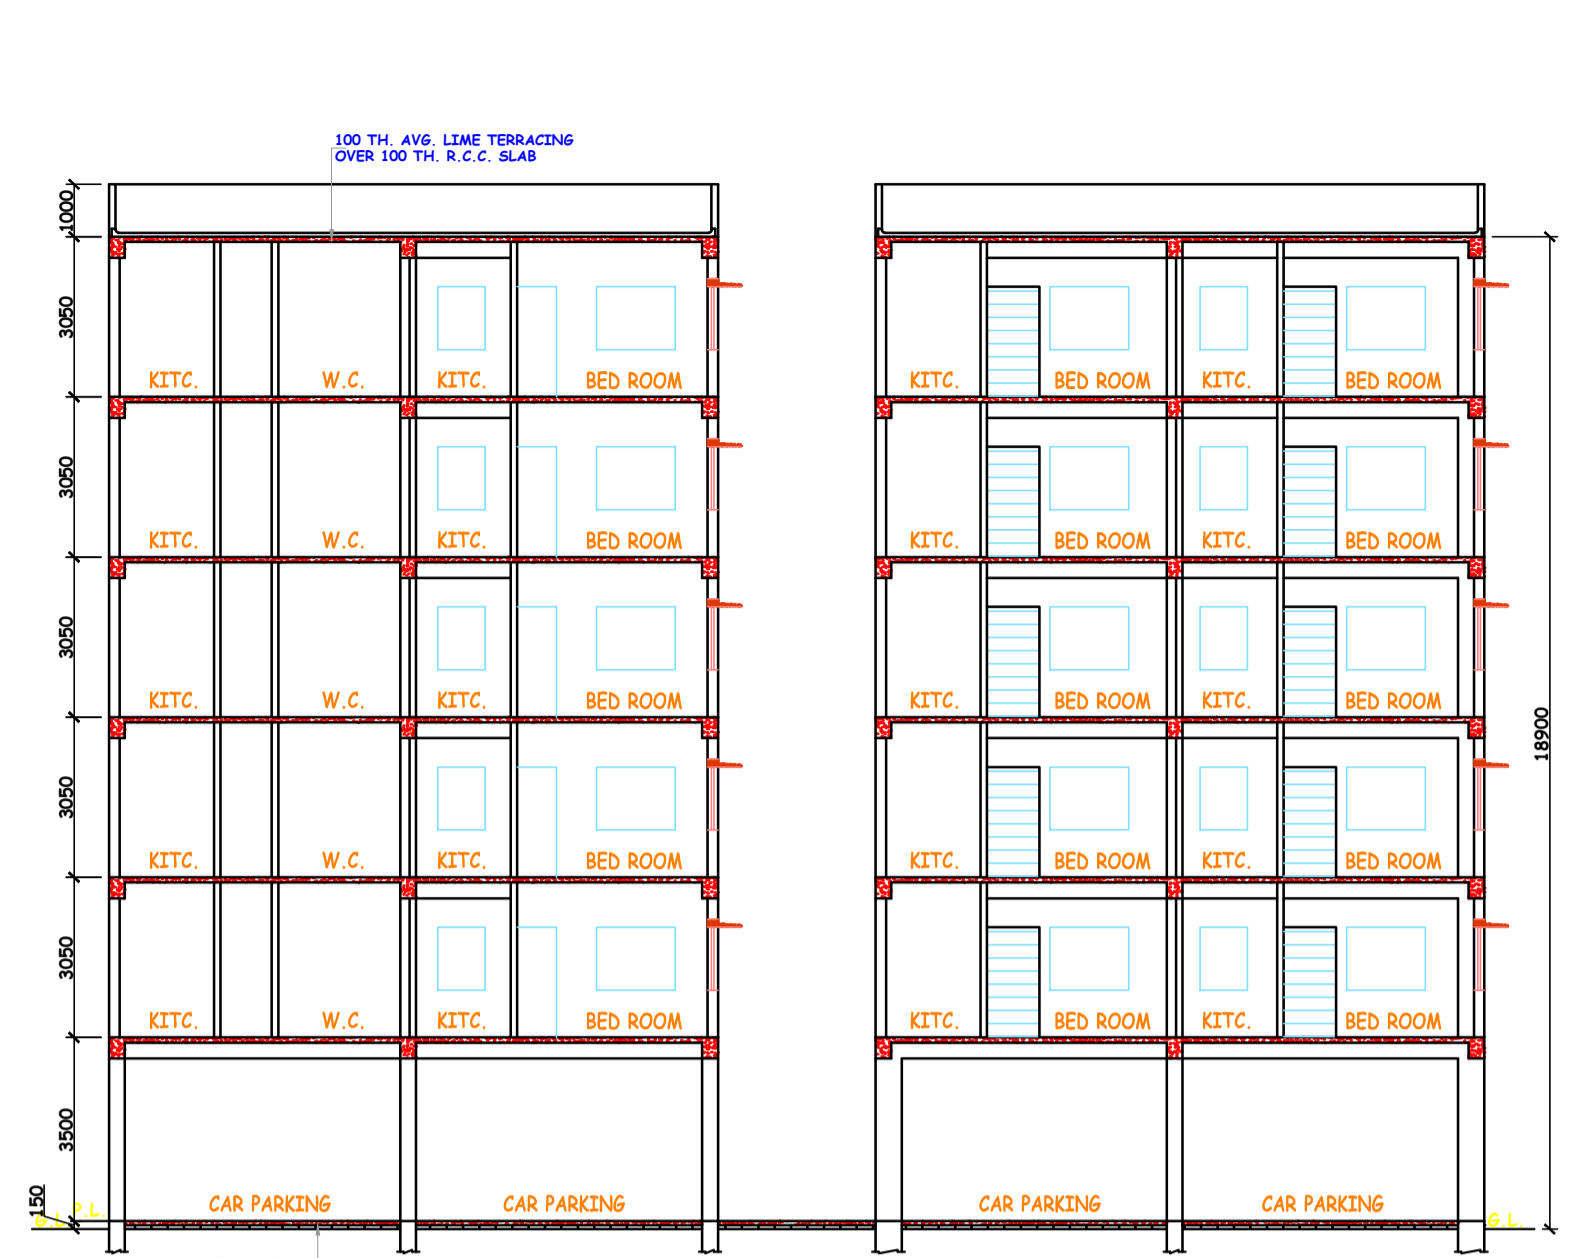 100 TH. AVG. LIME TERRACING
OVER 100 TH. R.C.C. SLAB
1000
3050
KITC. W.C. KITC. BED ROOM KITC. BED ROOM KITC. BED ROOM
3050
KITC. W.C. KITC. BED ROOM KITC. BED ROOM KITC. BED ROOM
3050
KITC. W.C. KITC. BED ROOM KITC. BED ROOM KITC. BED ROOM
18900
3050
KITC. W.C. KITC. BED ROOM KITC. BED ROOM KITC. BED ROOM
3050
KITC. W.C. KITC. BED ROOM KITC. BED ROOM KITC. BED ROOM
3500
CAR PARKING CAR PARKING CAR PARKING CAR PARKING
150
P.L.
G.L. G.L.